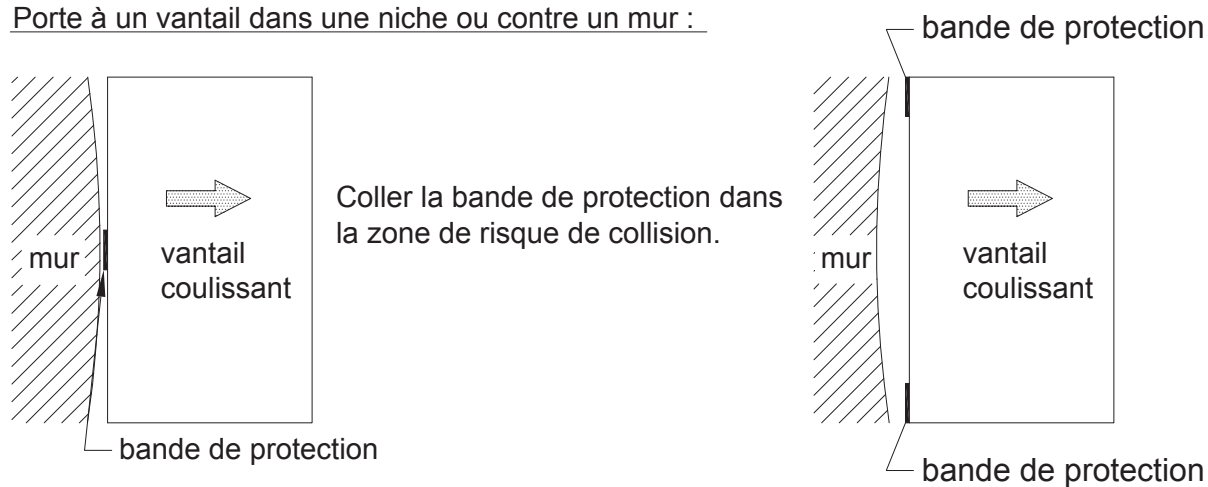 Porte à un vantail dans une niche ou contre un mur :
bande de protection
mur
vantail
coulissant
Coller la bande de protection dans
la zone de risque de collision.
mur
vantail
coulissant
bande de protection
bande de protection